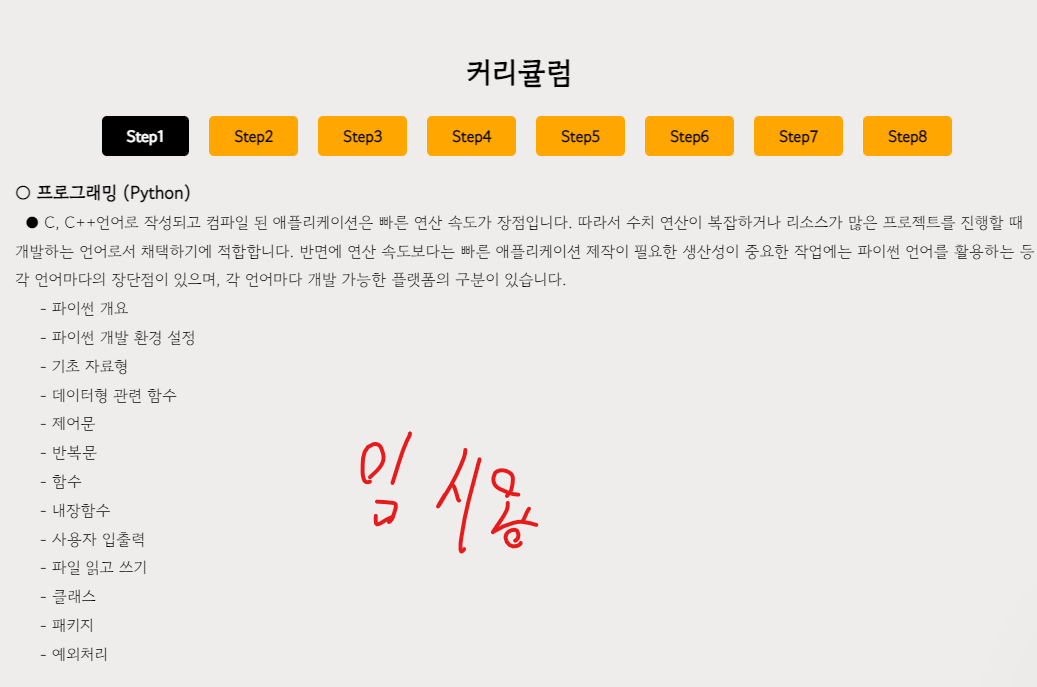 커리큘럼
Step1 Step2 Step3 Step4 Step5 Step6 Step7 Step8
○ 프로그래밍 (Python)
● C, C++언어로 작성되고 컴파일 된 애플리케이션은 빠른 연산 속도가 장점입니다. 따라서 수치 연산이 복잡하거나 리소스가 많은 프로젝트를 진행할 때
개발하는 언어로서 채택하기에 적합합니다. 반면에 연산 속도보다는 빠른 애플리케이션 제작이 필요한 생산성이 중요한 작업에는 파이썬 언어를 활용하는 등
각 언어마다의 장단점이 있으며, 각 언어마다 개발 가능한 플랫폼의 구분이 있습니다.
- 파이썬 개요
- 파이썬 개발 환경 설정
- 기초 자료형
- 데이터형 관련 함수
- 제어문
- 반복문
- 함수
- 내장함수
- 사용자 입출력
- 파일 읽고 쓰기
- 클래스
- 패키지
- 예외처리